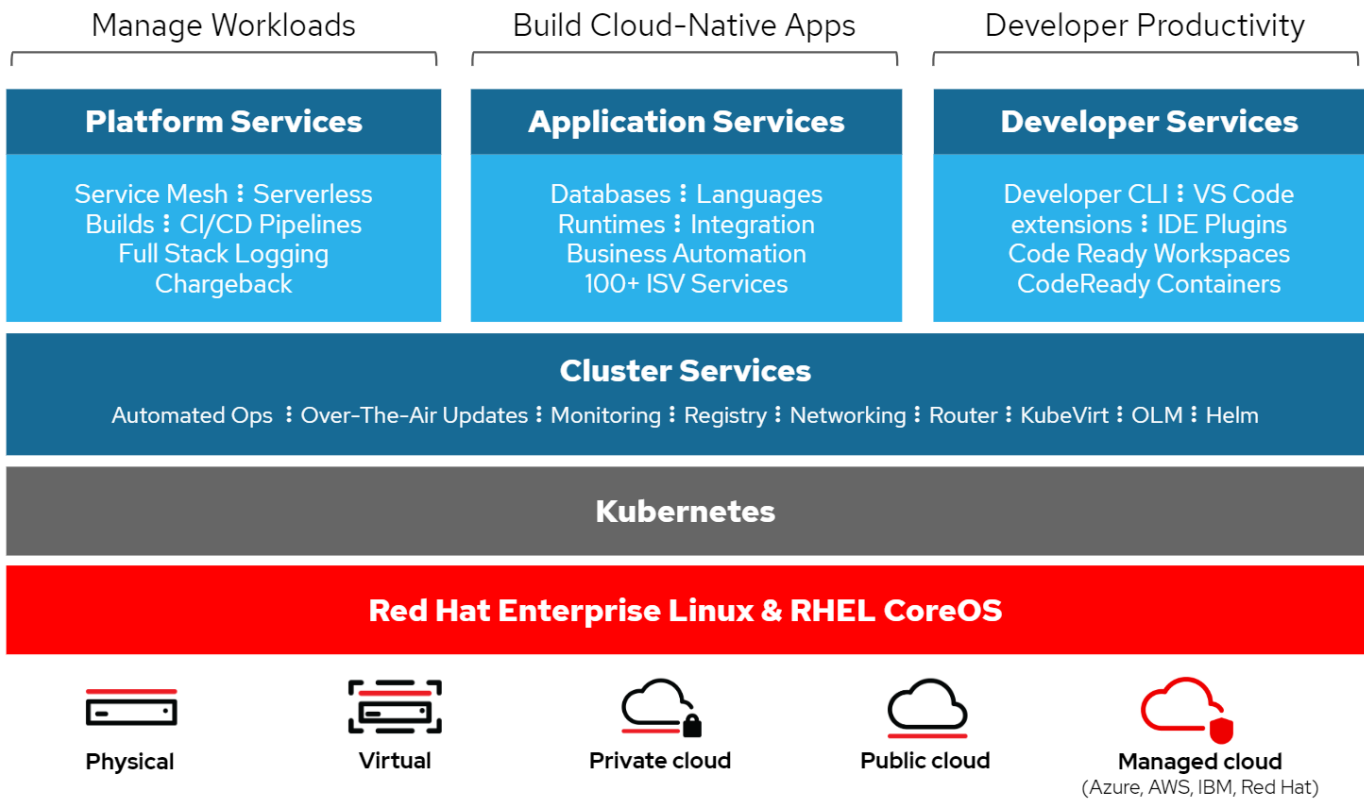 Manage Workloads
Build Cloud-Native Apps
Developer Productivity
Platform Services
Service Mesh ⋮ Serverless
Builds ⋮ CI/CD Pipelines
Full Stack Logging
Chargeback
Application Services
Databases ⋮ Languages
Runtimes ⋮ Integration
Business Automation
100+ ISV Services
Developer Services
Developer CLI ⋮ VS Code
extensions ⋮ IDE Plugins
Code Ready Workspaces
CodeReady Containers
Cluster Services
Automated Ops ⋮ Over-The-Air Updates ⋮ Monitoring ⋮ Registry ⋮ Networking ⋮ Router ⋮ KubeVirt ⋮ OLM ⋮ Helm
Kubernetes
Red Hat Enterprise Linux & RHEL CoreOS
Physical
Virtual
Private cloud
Public cloud
Managed cloud
(Azure, AWS, IBM, Red Hat)